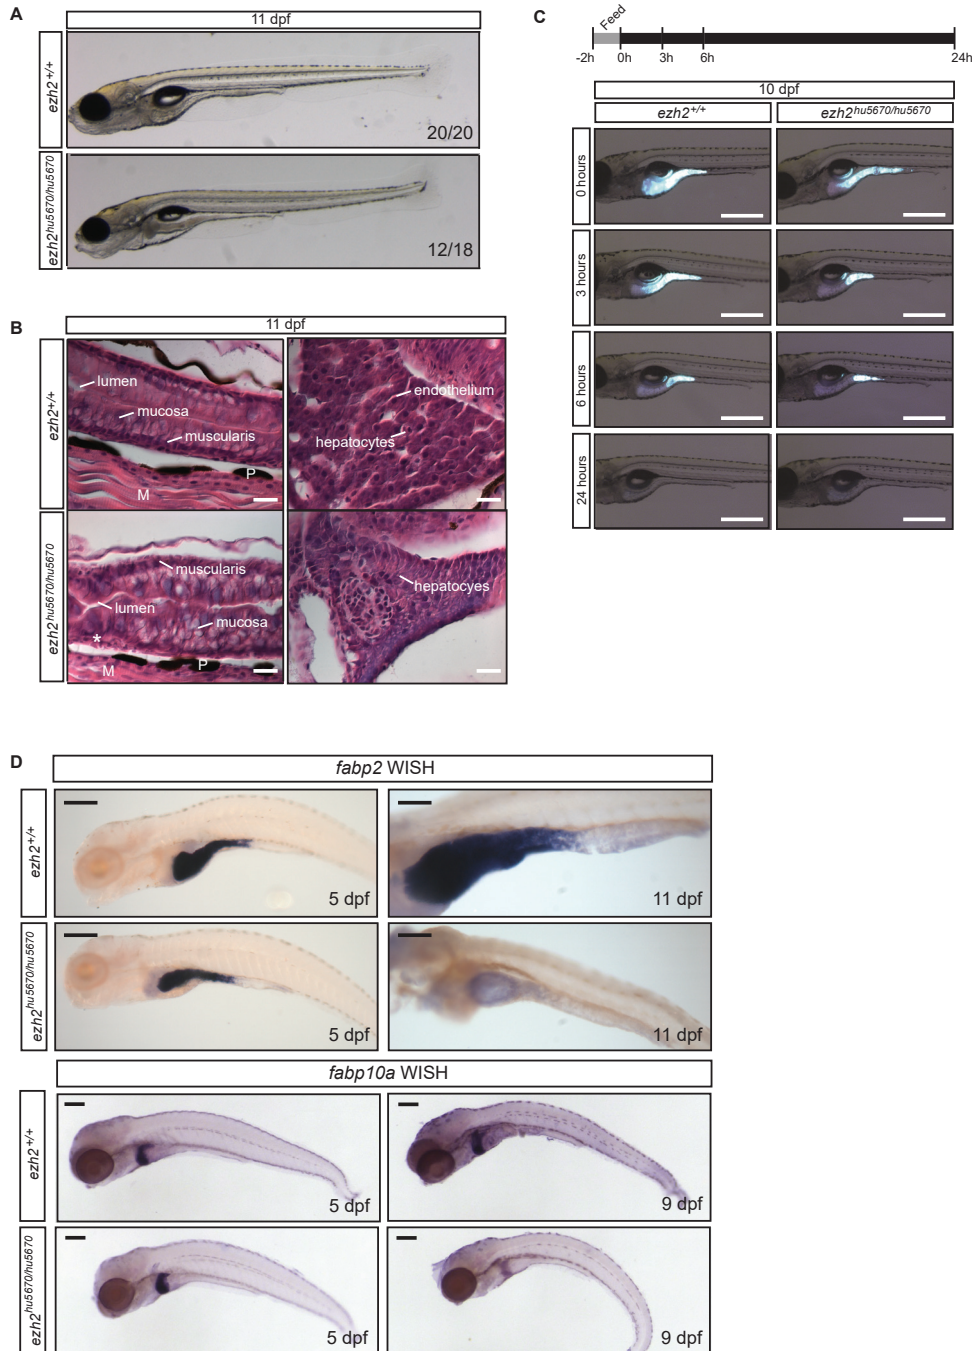 A
11 dpf
ezh2+/+
20/20
ezh2hu5670/hu5670
12/18
B
11 dpf
ezh2+/+
lumen
mucosa
muscularis
P
M
endothelium
hepatocytes
ezh2hu5670/hu5670
muscularis
lumen
mucosa
*
P
M
hepatocyes
C
Feed
-2h 0h 3h 6h 24h
10 dpf
ezh2+/+ ezh2hu5670/hu5670
0 hours
3 hours
6 hours
24 hours
D
fabp2 WISH
ezh2+/+
5 dpf 11 dpf
ezh2hu5670/hu5670
5 dpf 11 dpf
fabp10a WISH
ezh2+/+
5 dpf 9 dpf
ezh2hu5670/hu5670
5 dpf 9 dpf